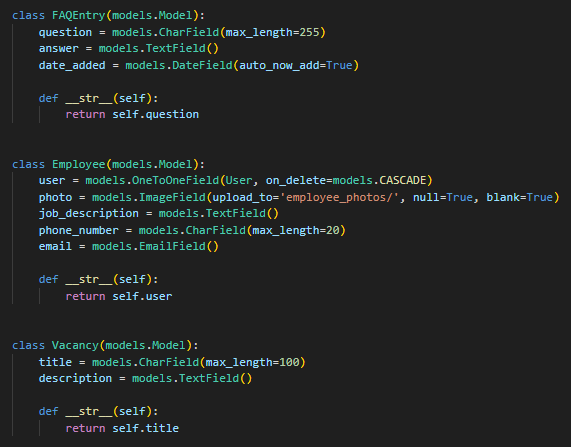 class FAQEntry(models.Model):
    question = models.CharField(max_length=255)
    answer = models.TextField()
    date_added = models.DateField(auto_now_add=True)

    def __str__(self):
        return self.question

class Employee(models.Model):
    user = models.OneToOneField(User, on_delete=models.CASCADE)
    photo = models.ImageField(upload_to='employee_photos/', null=True, blank=True)
    job_description = models.TextField()
    phone_number = models.CharField(max_length=20)
    email = models.EmailField()

    def __str__(self):
        return self.user

class Vacancy(models.Model):
    title = models.CharField(max_length=100)
    description = models.TextField()

    def __str__(self):
        return self.title